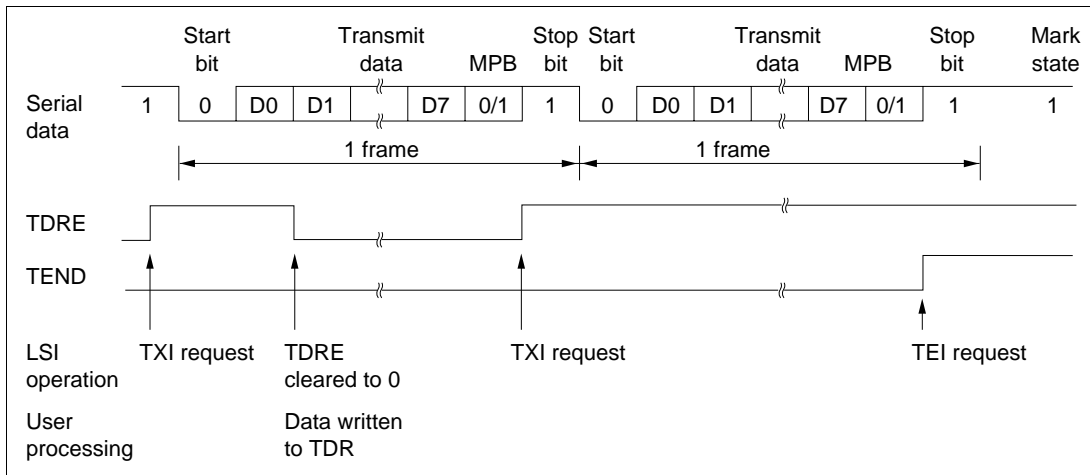 Start bit Transmit data MPB Stop bit Start bit Transmit data MPB Stop bit Mark state
Serial data 1 0 D0 D1 D7 0/1 1 0 D0 D1 D7 0/1 1 1
1 frame 1 frame
TDRE
TEND
LSI operation TXI request TDRE cleared to 0 TXI request TEI request
User processing Data written to TDR